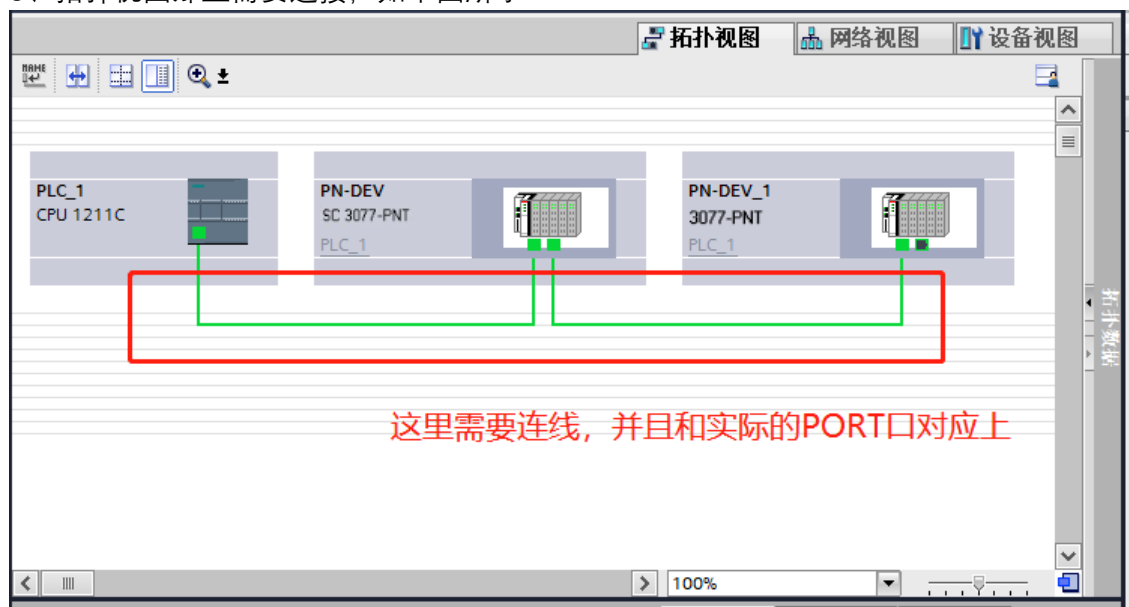 拓扑视图 网络视图 设备视图
NAME
PLC_1
CPU 1211C
PN-DEV
SC 3077-PNT
PLC_1
PN-DEV_1
3077-PNT
PLC_1
拓扑数据
这里需要连线，并且和实际的PORT口对应上
100%